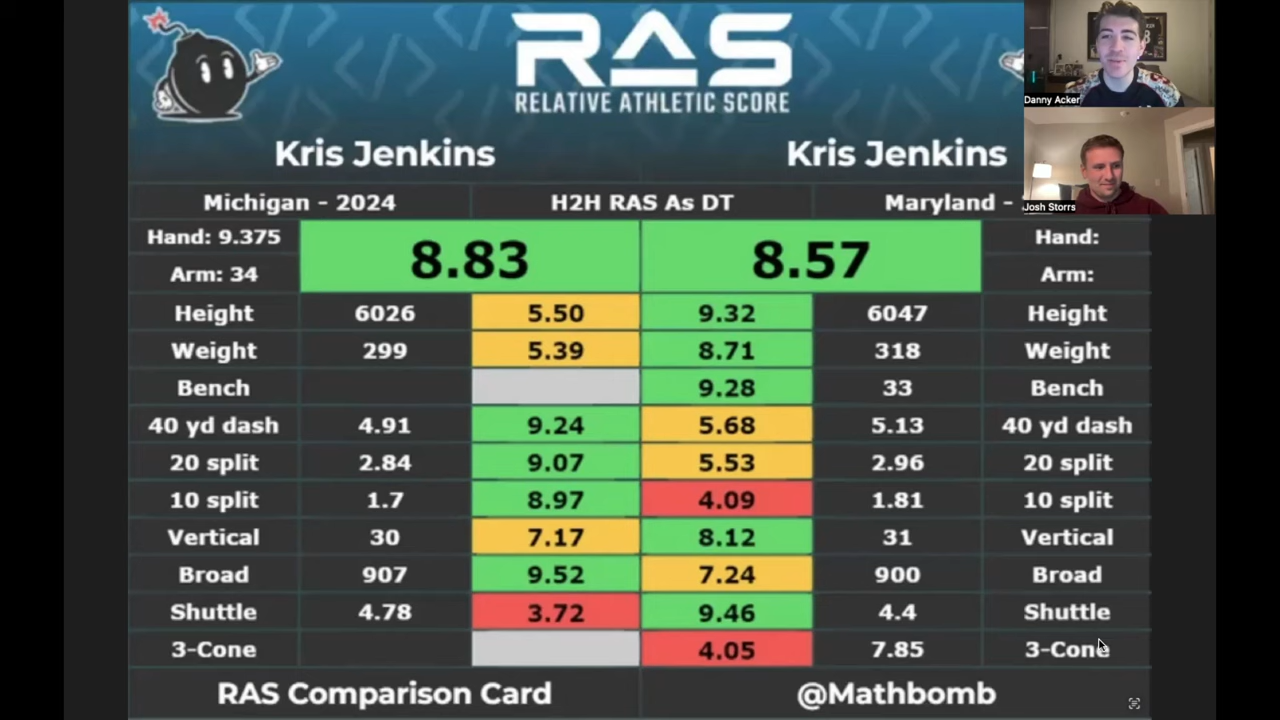 RAS
RELATIVE ATHLETIC SCORE
Danny Acker
Josh Storrs
Kris Jenkins Kris Jenkins
Michigan - 2024 H2H RAS As DT Maryland -
Hand: 9.375 8.83 8.57 Hand:
Arm: 34 Arm:
Height 6026 5.50 9.32 6047 Height
Weight 299 5.39 8.71 318 Weight
Bench 9.28 33 Bench
40 yd dash 4.91 9.24 5.68 5.13 40 yd dash
20 split 2.84 9.07 5.53 2.96 20 split
10 split 1.7 8.97 4.09 1.81 10 split
Vertical 30 7.17 8.12 31 Vertical
Broad 907 9.52 7.24 900 Broad
Shuttle 4.78 3.72 9.46 4.4 Shuttle
3-Cone 4.05 7.85 3-Cone
RAS Comparison Card @Mathbomb